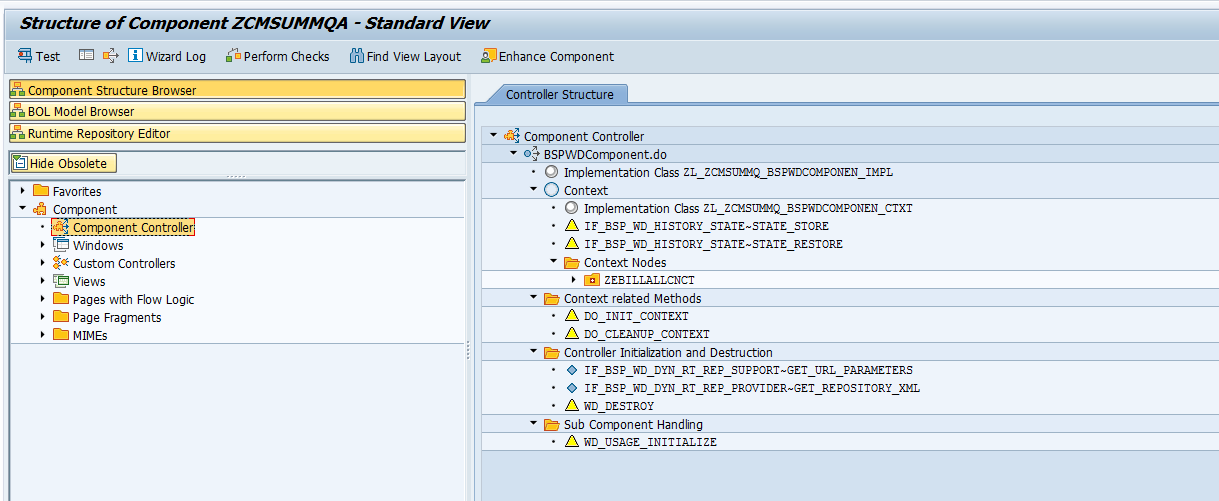 Structure of Component ZCMSUMMQA - Standard View
Test Wizard Log Perform Checks Find View Layout Enhance Component
Component Structure Browser
BOL Model Browser
Runtime Repository Editor
Hide Obsolete
Favorites
Component
Component Controller
Windows
Custom Controllers
Views
Pages with Flow Logic
Page Fragments
MIMEs
Controller Structure
Component Controller
BSPWDComponent.do
Implementation Class ZL_ZCMSUMMQ_BSPWDCOMPONEN_IMPL
Context
Implementation Class ZL_ZCMSUMMQ_BSPWDCOMPONEN_CTXT
IF_BSP_WD_HISTORY_STATE~STATE_STORE
IF_BSP_WD_HISTORY_STATE~STATE_RESTORE
Context Nodes
ZEBILLALLCNCT
Context related Methods
DO_INIT_CONTEXT
DO_CLEANUP_CONTEXT
Controller Initialization and Destruction
IF_BSP_WD_DYN_RT_REP_SUPPORT~GET_URL_PARAMETERS
IF_BSP_WD_DYN_RT_REP_PROVIDER~GET_REPOSITORY_XML
WD_DESTROY
Sub Component Handling
WD_USAGE_INITIALIZE